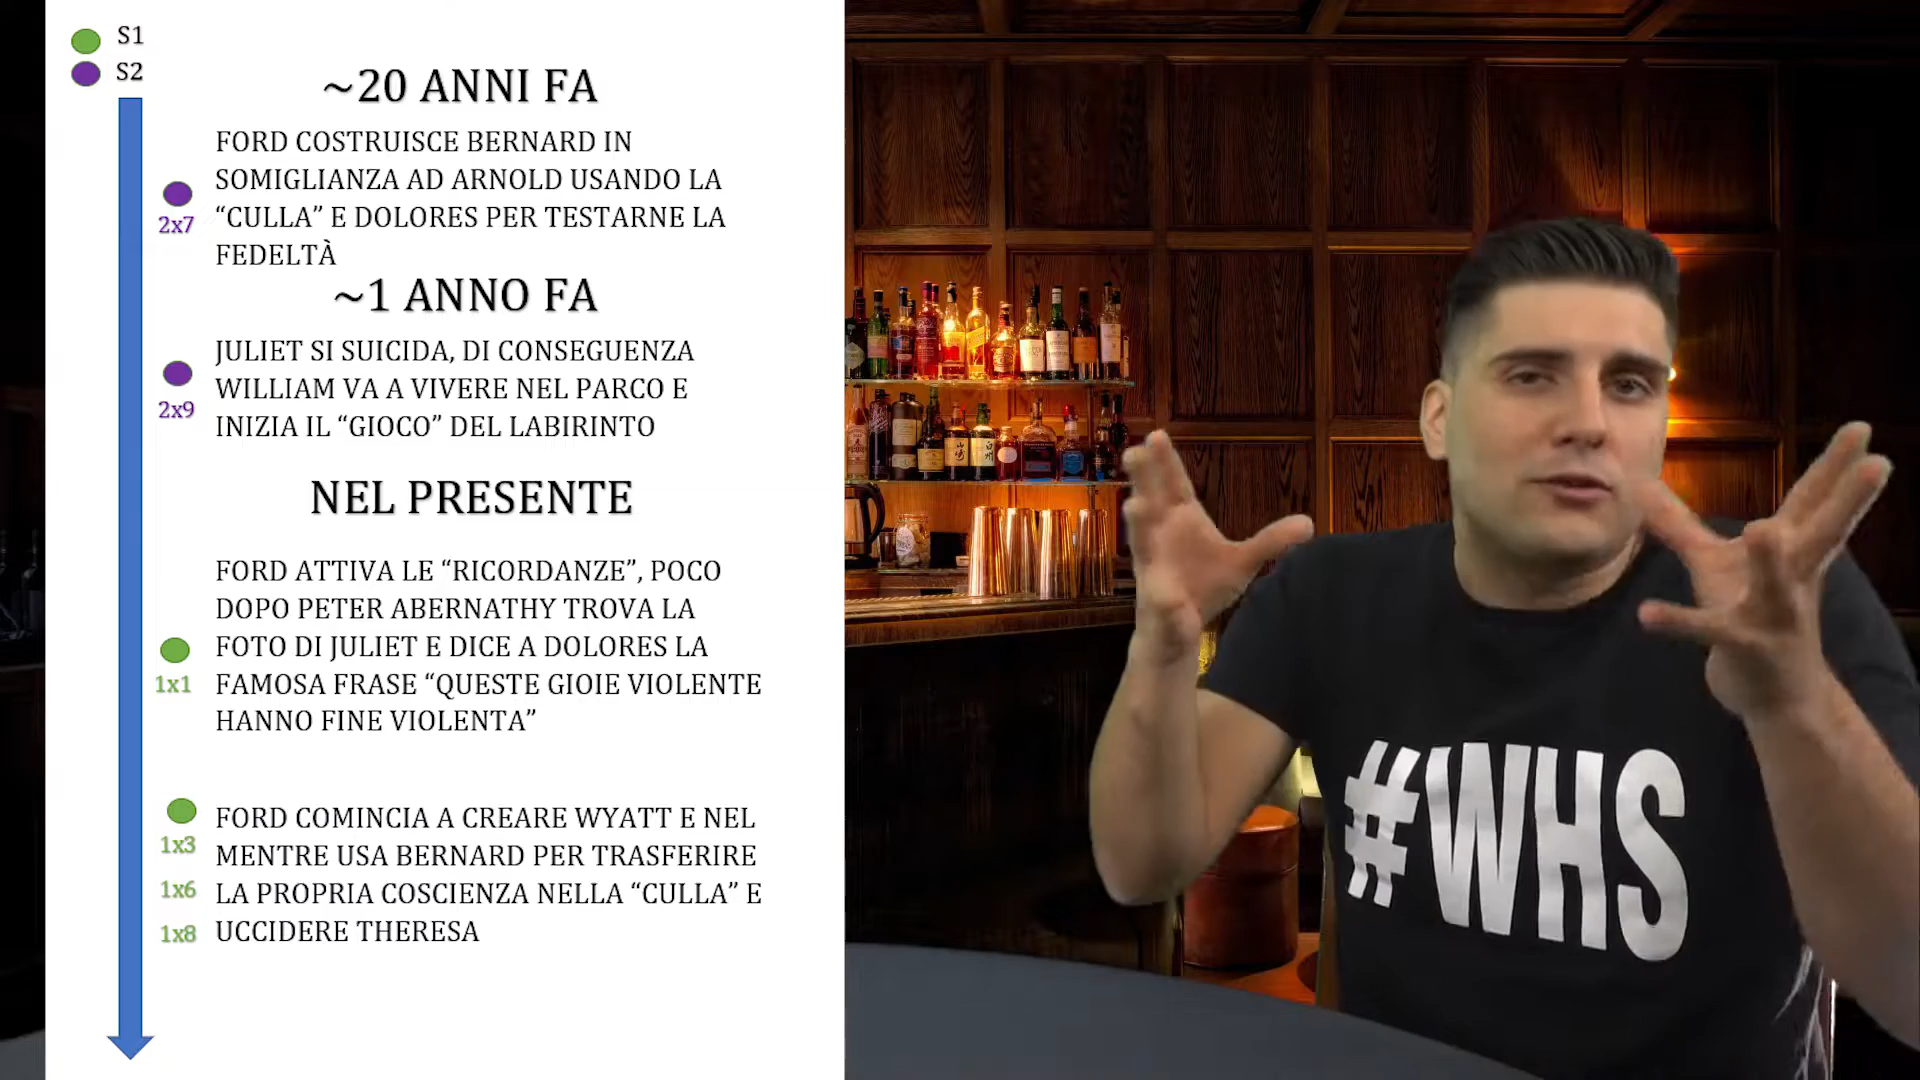 S1
S2
~20 ANNI FA
FORD COSTRUISCE BERNARD IN
SOMIGLIANZA AD ARNOLD USANDO LA
“CULLA” E DOLORES PER TESTARNE LA
FEDELTÀ
2x7
~1 ANNO FA
JULIET SI SUICIDA, DI CONSEGUENZA
WILLIAM VA A VIVERE NEL PARCO E
INIZIA IL “GIOCO” DEL LABIRINTO
2x9
NEL PRESENTE
FORD ATTIVA LE “RICORDANZE”, POCO
DOPO PETER ABERNATHY TROVA LA
FOTO DI JULIET E DICE A DOLORES LA
FAMOSA FRASE “QUESTE GIOIE VIOLENTE
HANNO FINE VIOLENTA”
1x1
FORD COMINCIA A CREARE WYATT E NEL
MENTRE USA BERNARD PER TRASFERIRE
LA PROPRIA COSCIENZA NELLA “CULLA” E
UCCIDERE THERESA
1x3
1x6
1x8
#WHS